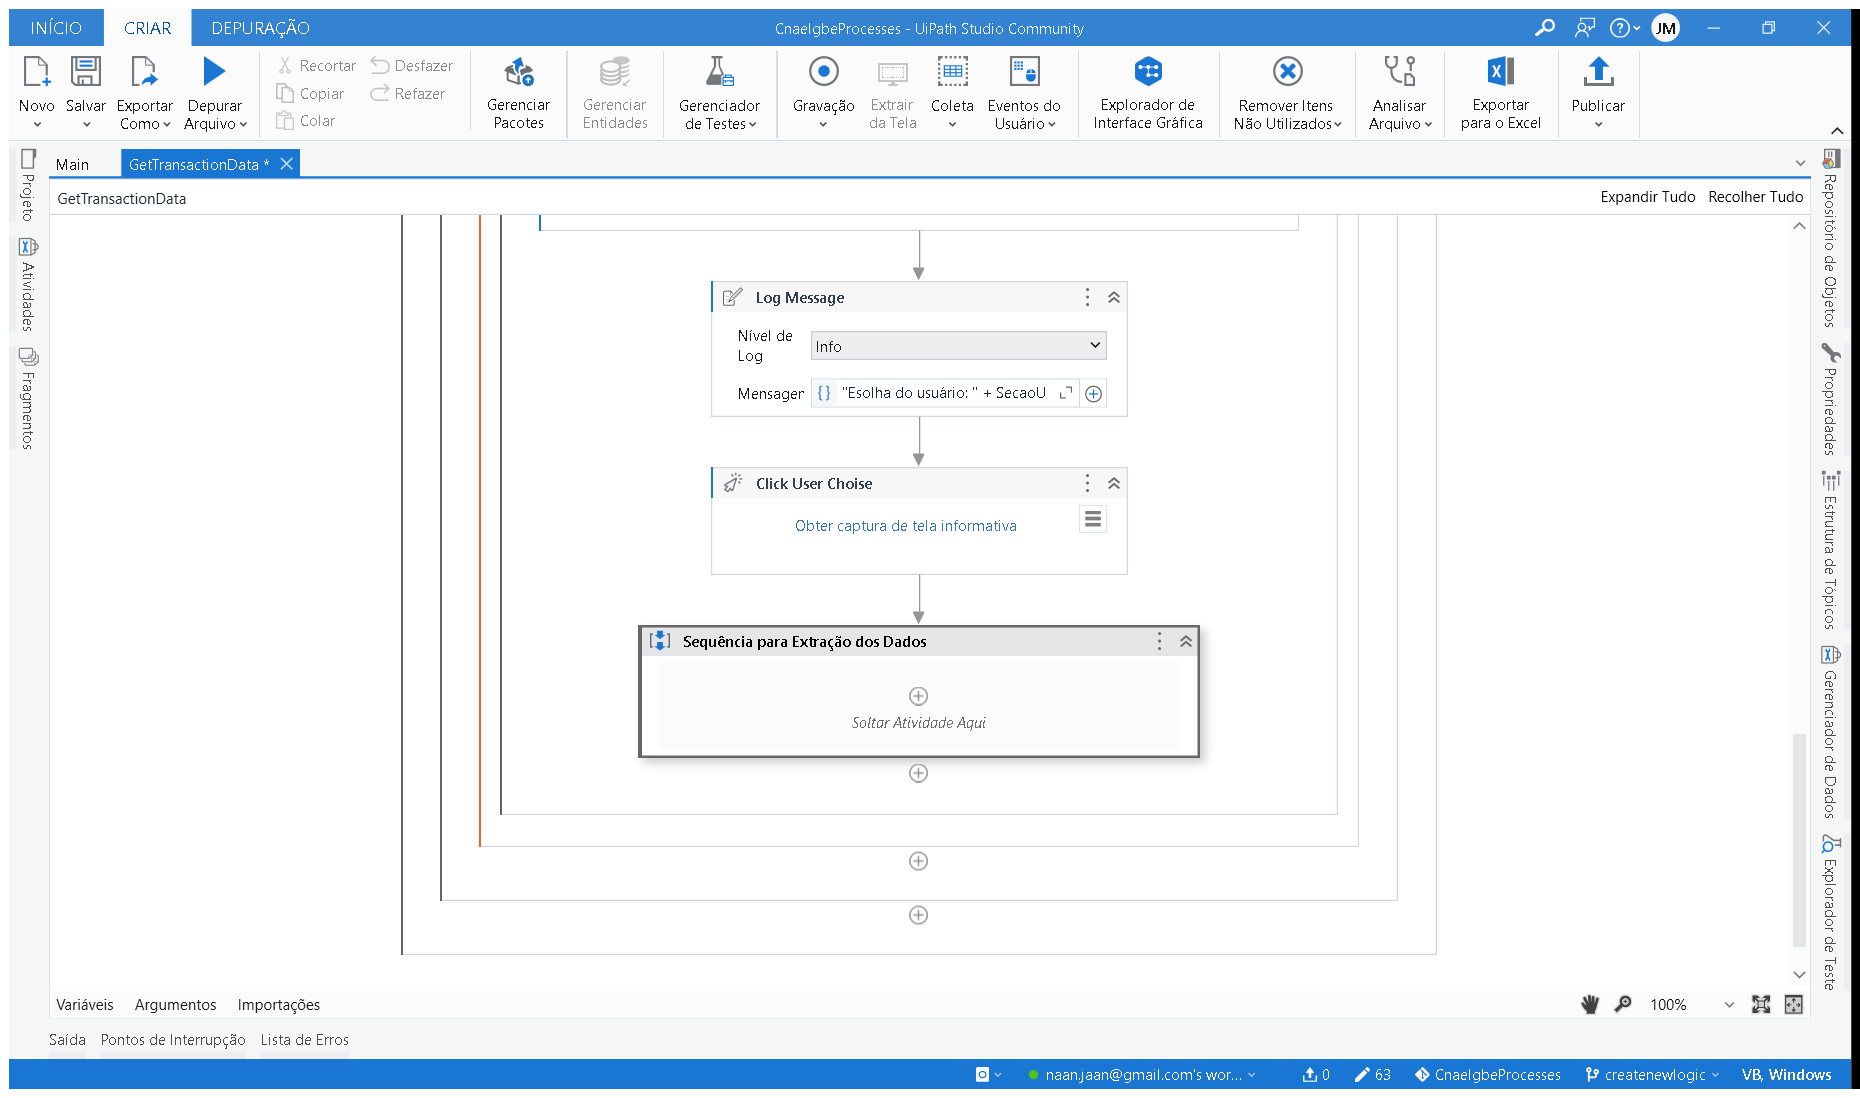 INÍCIO CRIAR DEPURAÇÃO CnaeIgbeProcesses - UiPath Studio Community JM
Novo Salvar Exportar Como Depurar Arquivo
Recortar Desfazer
Copiar Refazer
Colar
Gerenciar Pacotes
Gerenciar Entidades
Gerenciador de Testes
Gravação
Extrair da Tela
Coleta
Eventos do Usuário
Explorador de Interface Gráfica
Remover Itens Não Utilizados
Analisar Arquivo
Exportar para o Excel
Publicar
Main GetTransactionData *
GetTransactionData Expandir Tudo Recolher Tudo
Projeto
Atividades
Fragmentos
Log Message
Nível de Log Info
Mensager "Esolha do usuário: " + SecaoU
Click User Choise
Obter captura de tela informativa
Sequência para Extração dos Dados
Soltar Atividade Aqui
Repositório de Objetos
Propriedades
Estrutura de Tópicos
Gerenciador de Dados
Explorador de Teste
Variáveis Argumentos Importações 100%
Saída Pontos de Interrupção Lista de Erros
naan.jaan@gmail.com's wor... 0 63 CnaeIgbeProcesses createnewlogic VB, Windows